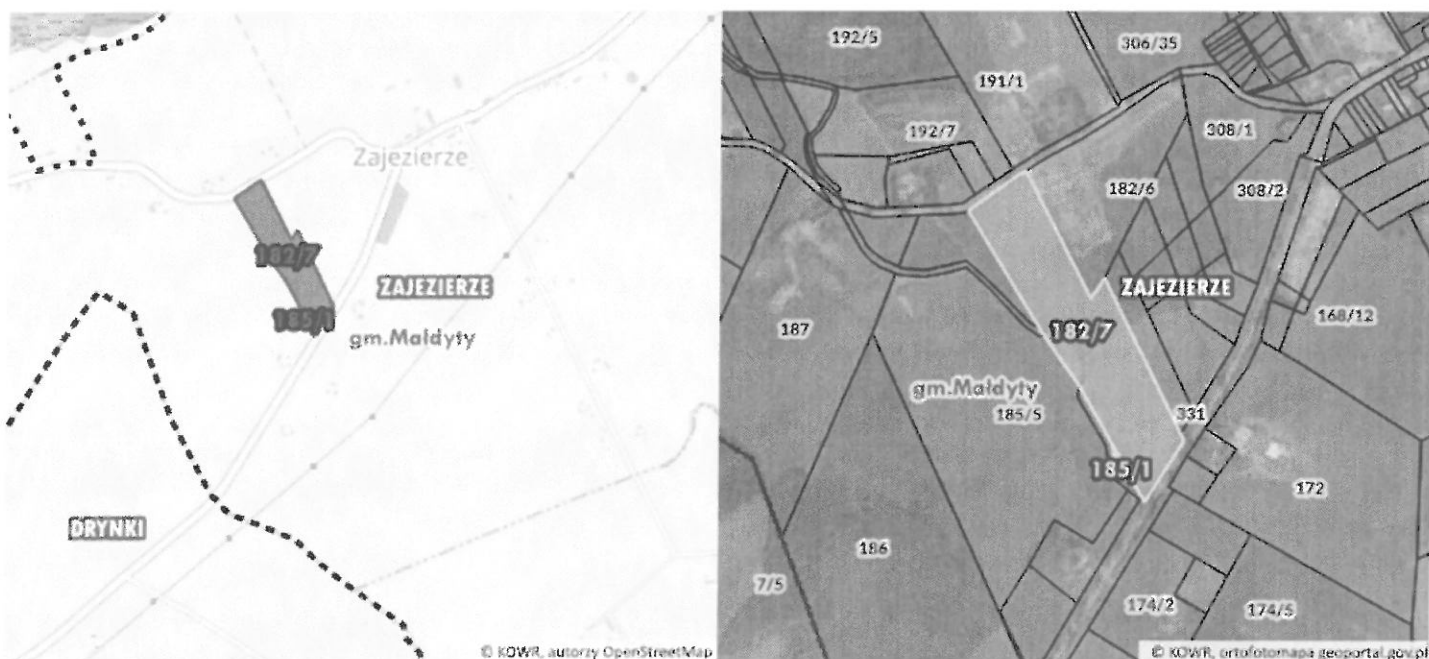 Zajezierze
182/7
ZAJEZIERZE
185/1
gm.Małdyty
DRYNKI
© KOWR, autorzy OpenStreetMap
192/5
306/35
191/1
192/7
308/1
182/6
308/2
ZAJEZIERZE
168/12
187
182/7
gm.Małdyty
185/5
331
185/1
172
186
7/5
174/2
174/5
© KOWR, ortofotomapa geoportal.gov.pl